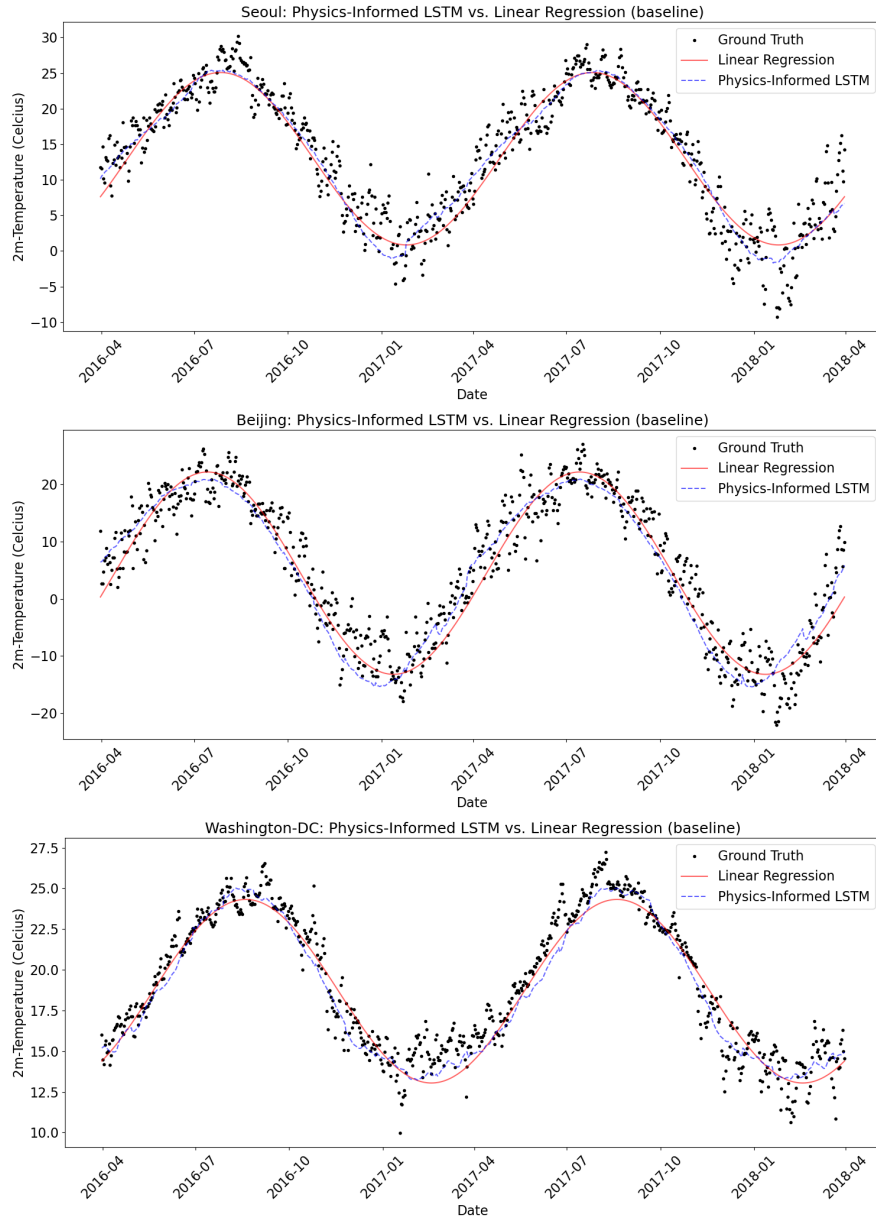 Seoul: Physics-Informed LSTM vs. Linear Regression (baseline)
30
25
20
15
10
5
0
−5
−10
2m-Temperature (Celcius)
Ground Truth
Linear Regression
Physics-Informed LSTM
2016-04
2016-07
2016-10
2017-01
2017-04
2017-07
2017-10
2018-01
2018-04
Date
Beijing: Physics-Informed LSTM vs. Linear Regression (baseline)
20
10
0
−10
−20
2m-Temperature (Celcius)
Ground Truth
Linear Regression
Physics-Informed LSTM
2016-04
2016-07
2016-10
2017-01
2017-04
2017-07
2017-10
2018-01
2018-04
Date
Washington-DC: Physics-Informed LSTM vs. Linear Regression (baseline)
27.5
25.0
22.5
20.0
17.5
15.0
12.5
10.0
2m-Temperature (Celcius)
Ground Truth
Linear Regression
Physics-Informed LSTM
2016-04
2016-07
2016-10
2017-01
2017-04
2017-07
2017-10
2018-01
2018-04
Date